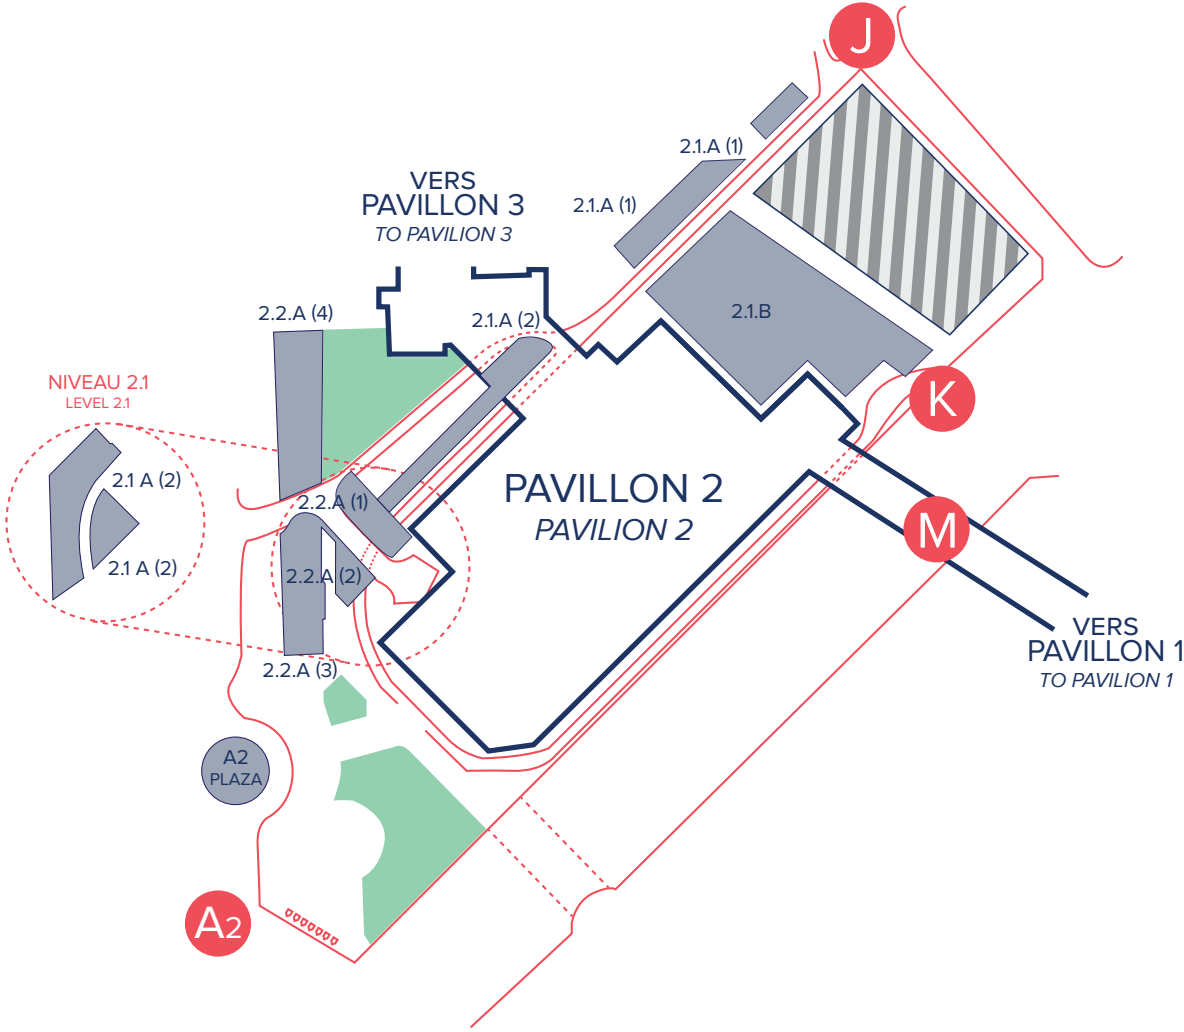 J
2.1.A (1)
VERS
PAVILLON 3
TO PAVILION 3
2.1.A (1)
2.2.A (4)
2.1.A (2)
2.1.B
NIVEAU 2.1
LEVEL 2.1
K
2.1 A (2)
2.2.A (1)
PAVILLON 2
PAVILION 2
M
2.1 A (2)
2.2.A (2)
VERS
PAVILLON 1
TO PAVILION 1
2.2.A (3)
A2
PLAZA
A2